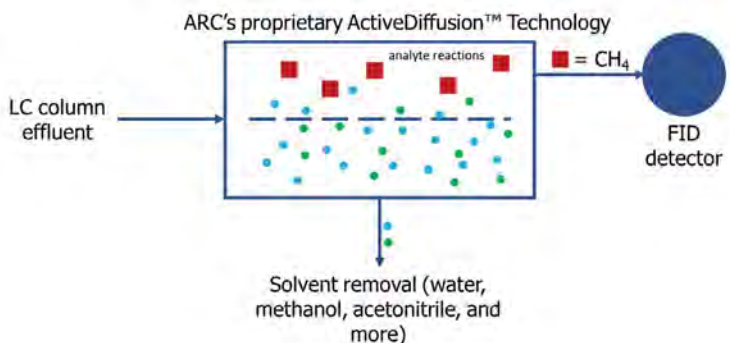 ARC's proprietary ActiveDiffusion™ Technology
analyte reactions
= CH₄
LC column
effluent
FID
detector
Solvent removal (water,
methanol, acetonitrile, and
more)